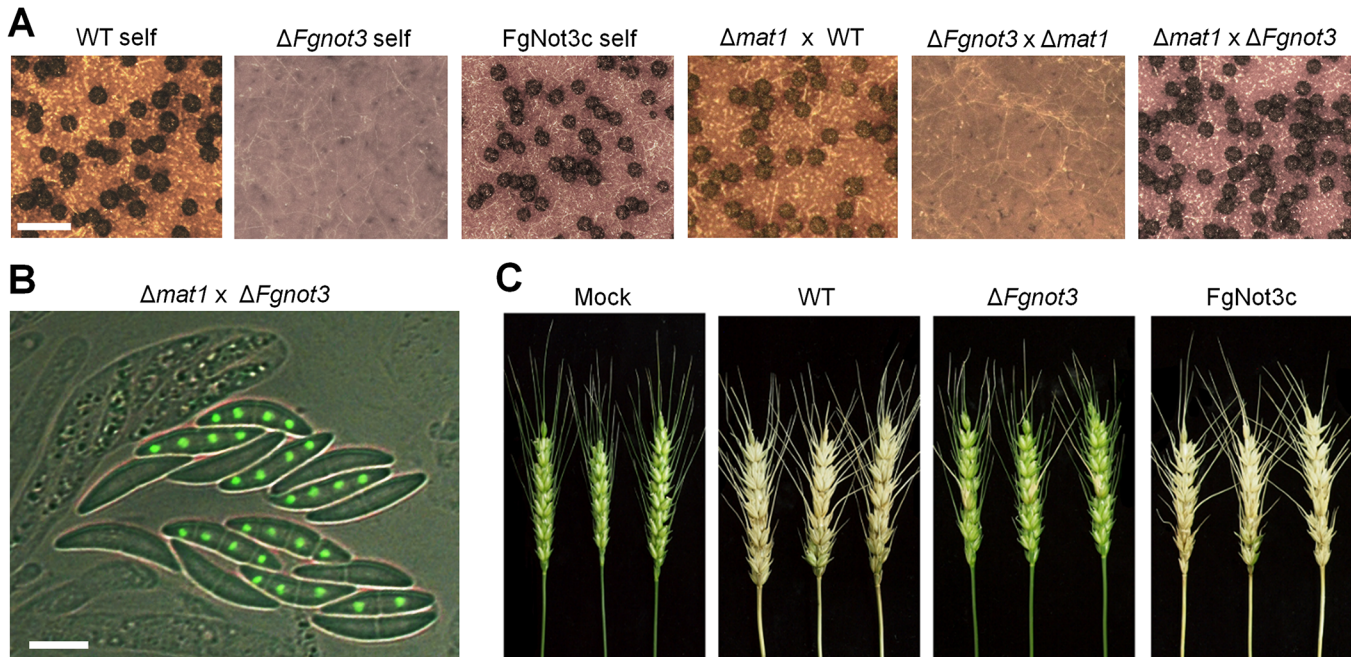 A
WT self
ΔFgnot3 self
FgNot3c self
Δmat1 x WT
ΔFgnot3 x Δmat1
Δmat1 x ΔFgnot3
B
Δmat1 x ΔFgnot3
C
Mock
WT
ΔFgnot3
FgNot3c